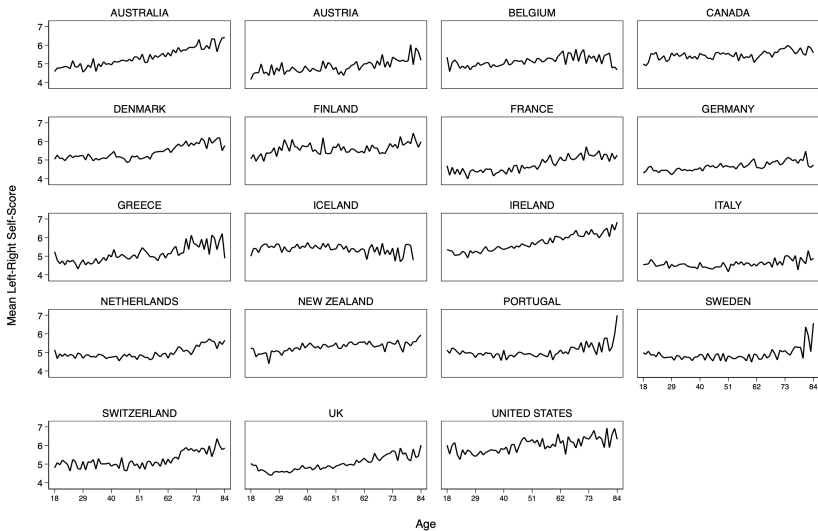 AUSTRALIA AUSTRIA BELGIUM CANADA
7
6
5
4
DENMARK FINLAND FRANCE GERMANY
7
6
5
4
GREECE ICELAND IRELAND ITALY
7
6
5
4
NETHERLANDS NEW ZEALAND PORTUGAL SWEDEN
7
6
5
4
18 29 40 51 62 73 84
SWITZERLAND UK UNITED STATES
7
6
5
4
18 29 40 51 62 73 84 18 29 40 51 62 73 84 18 29 40 51 62 73 84
Mean Left-Right Self-Score
Age